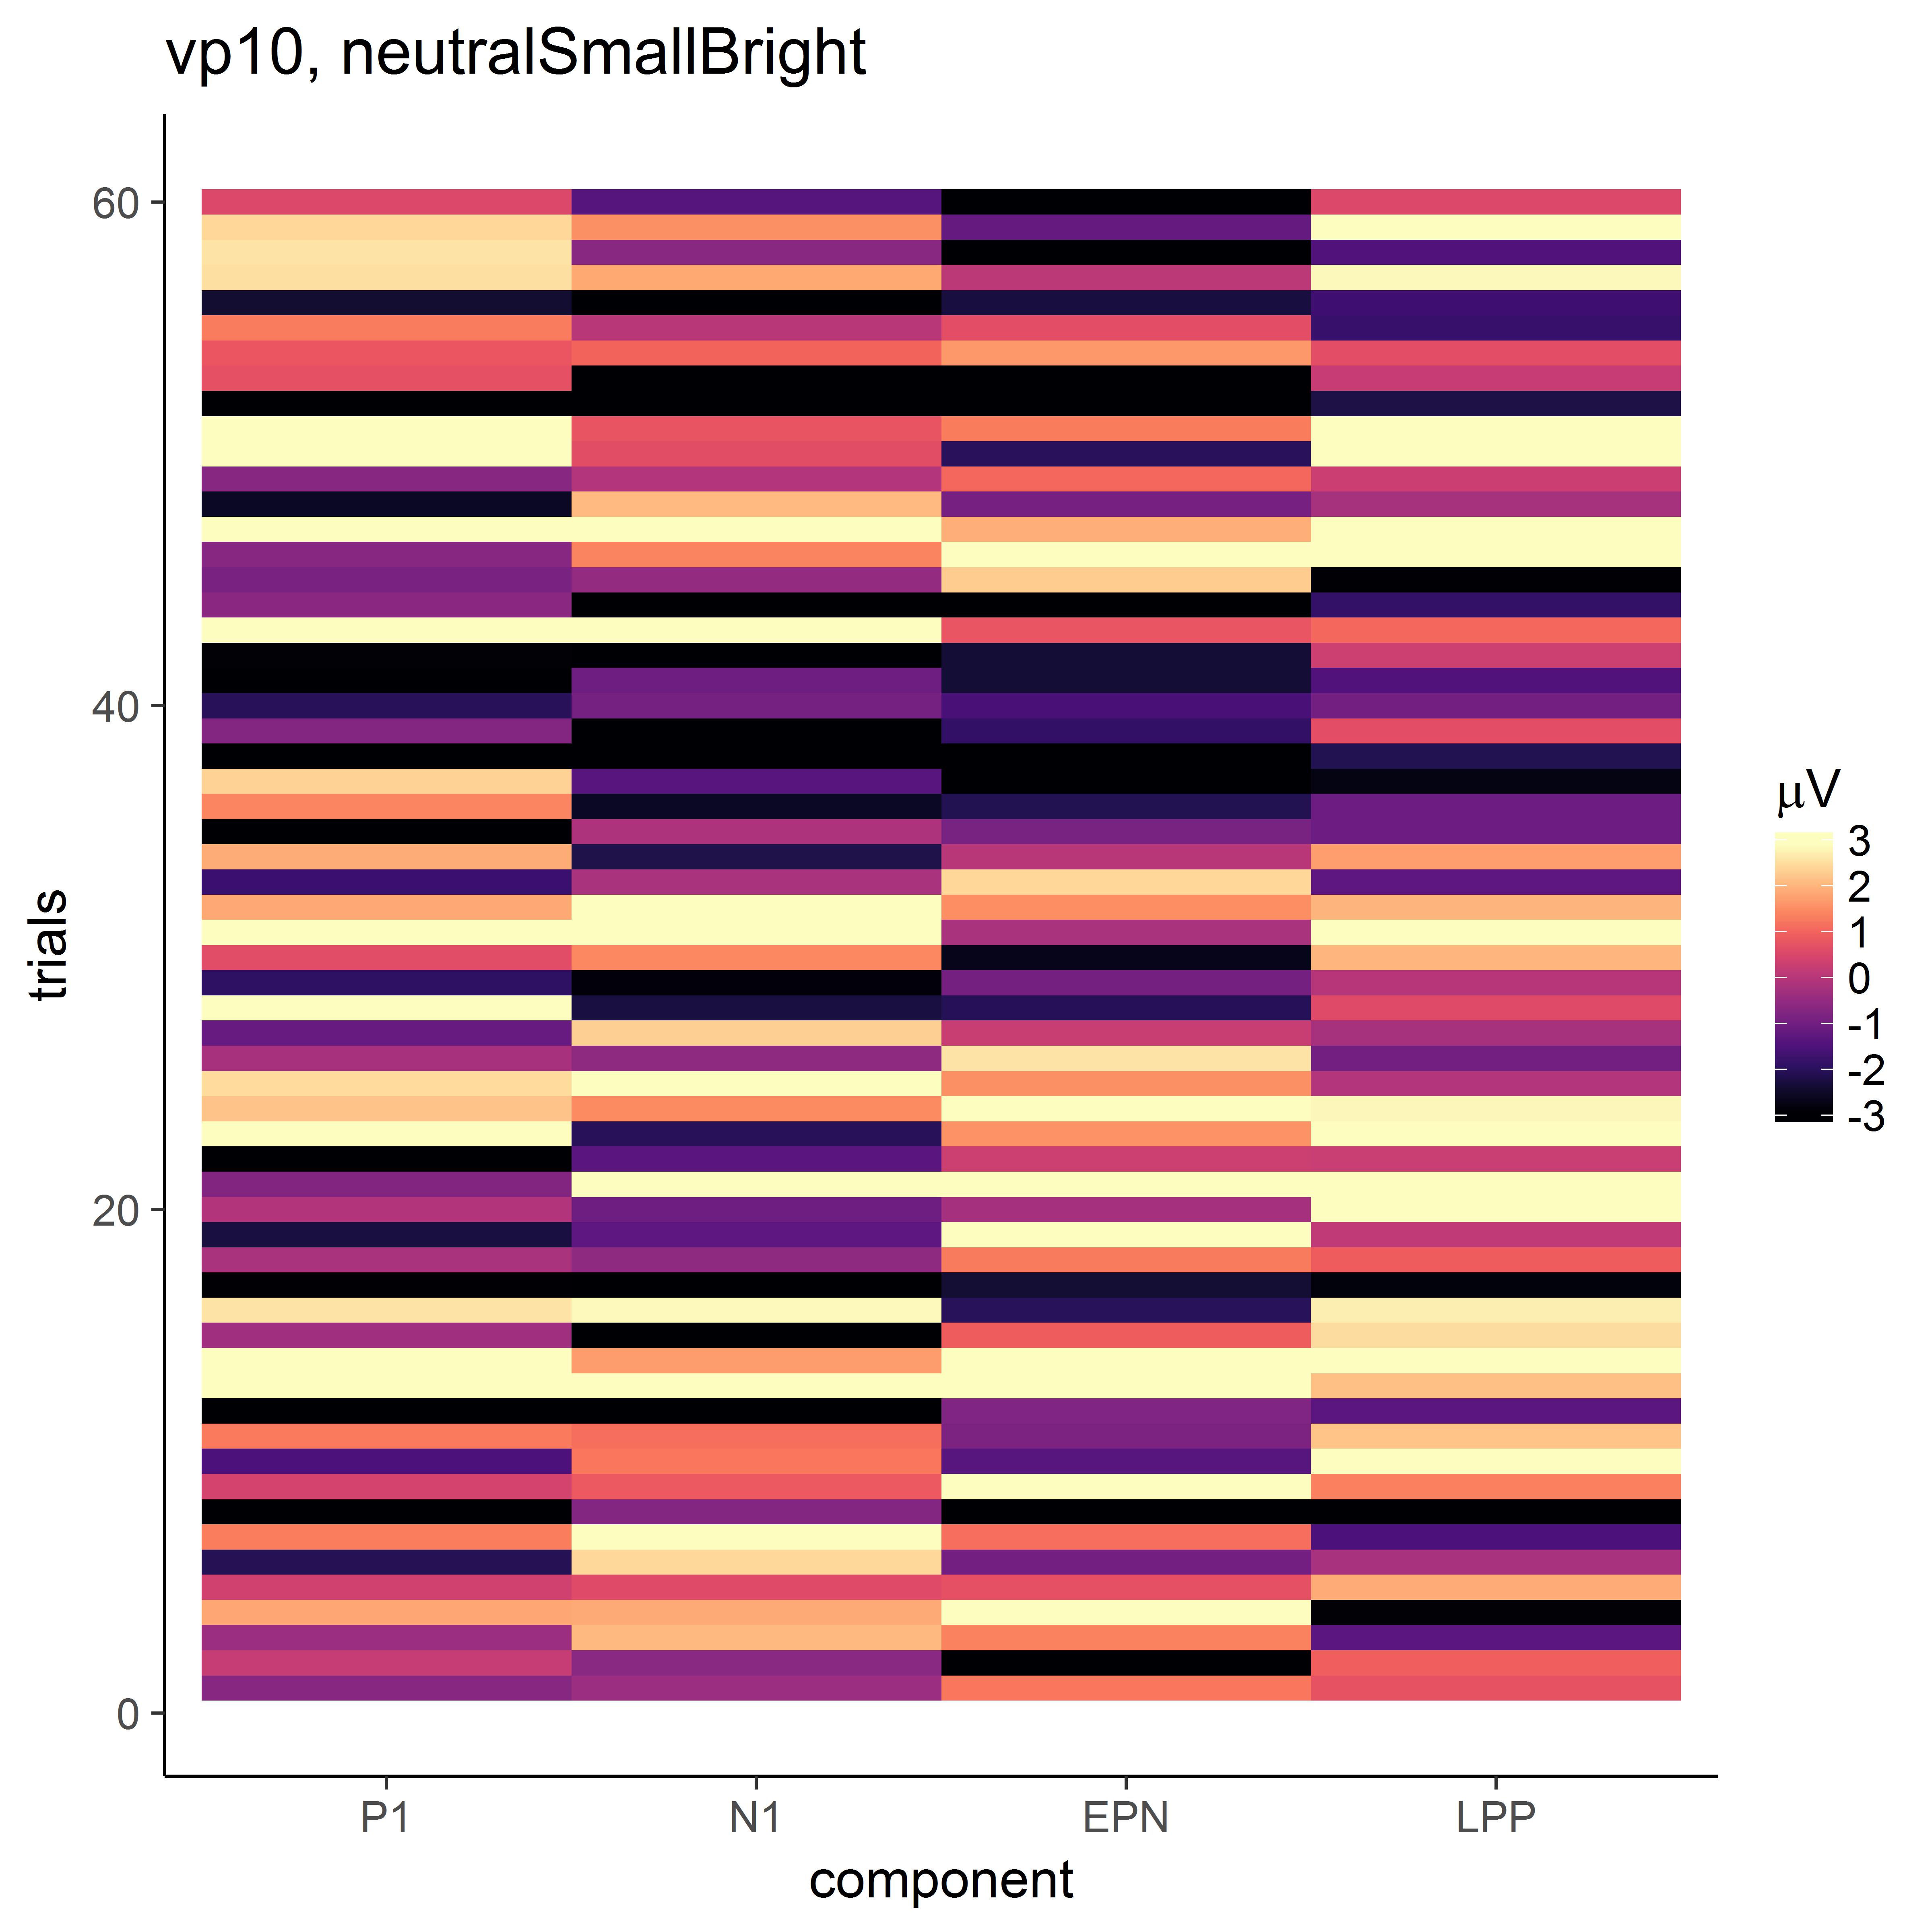 vp10, neutralSmallBright
60
40
20
0
trials
P1 N1 EPN LPP
component
μV
3
2
1
0
-1
-2
-3